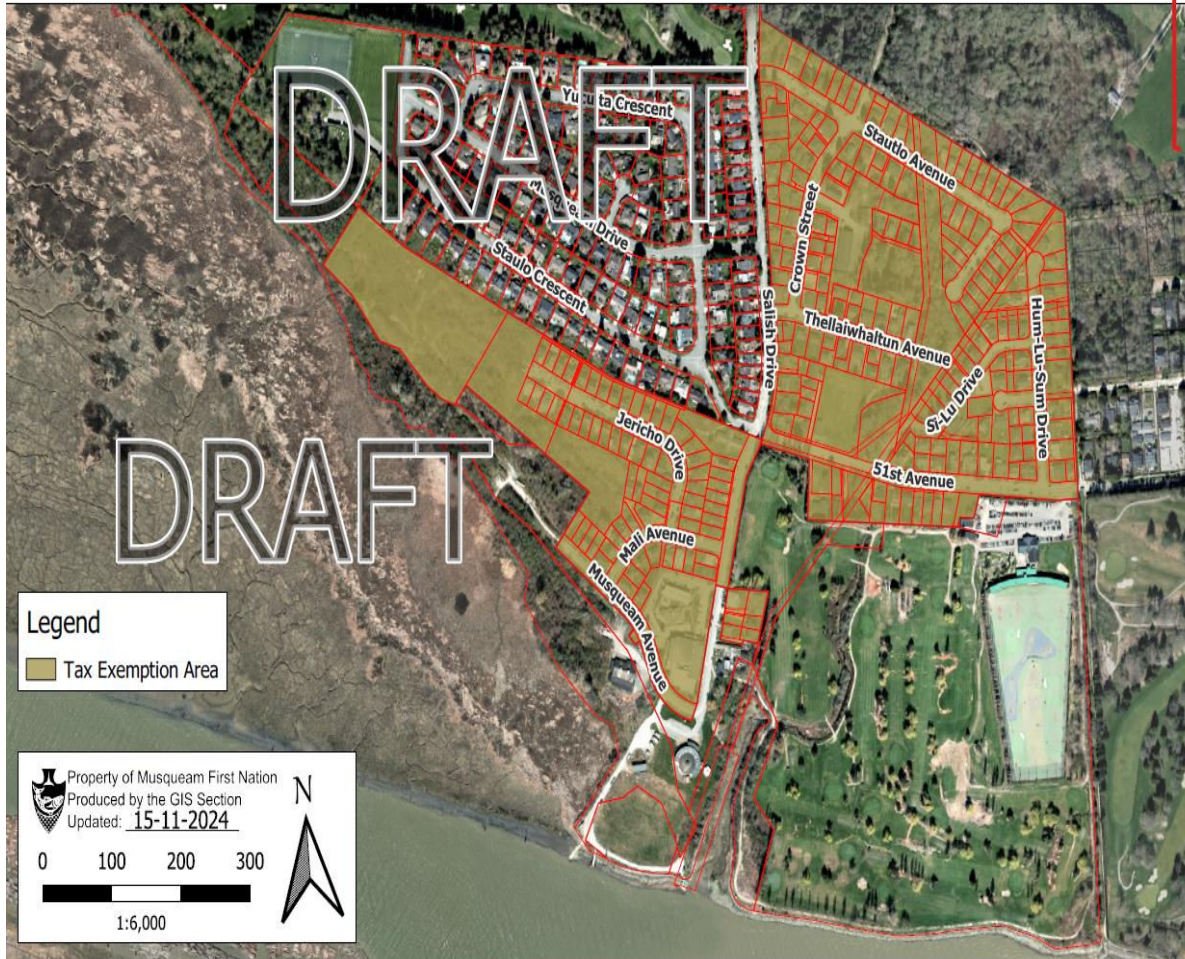 DRAFT
Yuculta Crescent
Musqueam Drive
Staulo Crescent
Stautlo Avenue
Crown Street
Salish Drive
Thellaiwhaltun Avenue
Hum-Lu-Sum Drive
Si-Lu Drive
51st Avenue
Jericho Drive
Mali Avenue
Musqueam Avenue
DRAFT
Legend
Tax Exemption Area
Property of Musqueam First Nation
Produced by the GIS Section
Updated: 15-11-2024
N
0 100 200 300
1:6,000